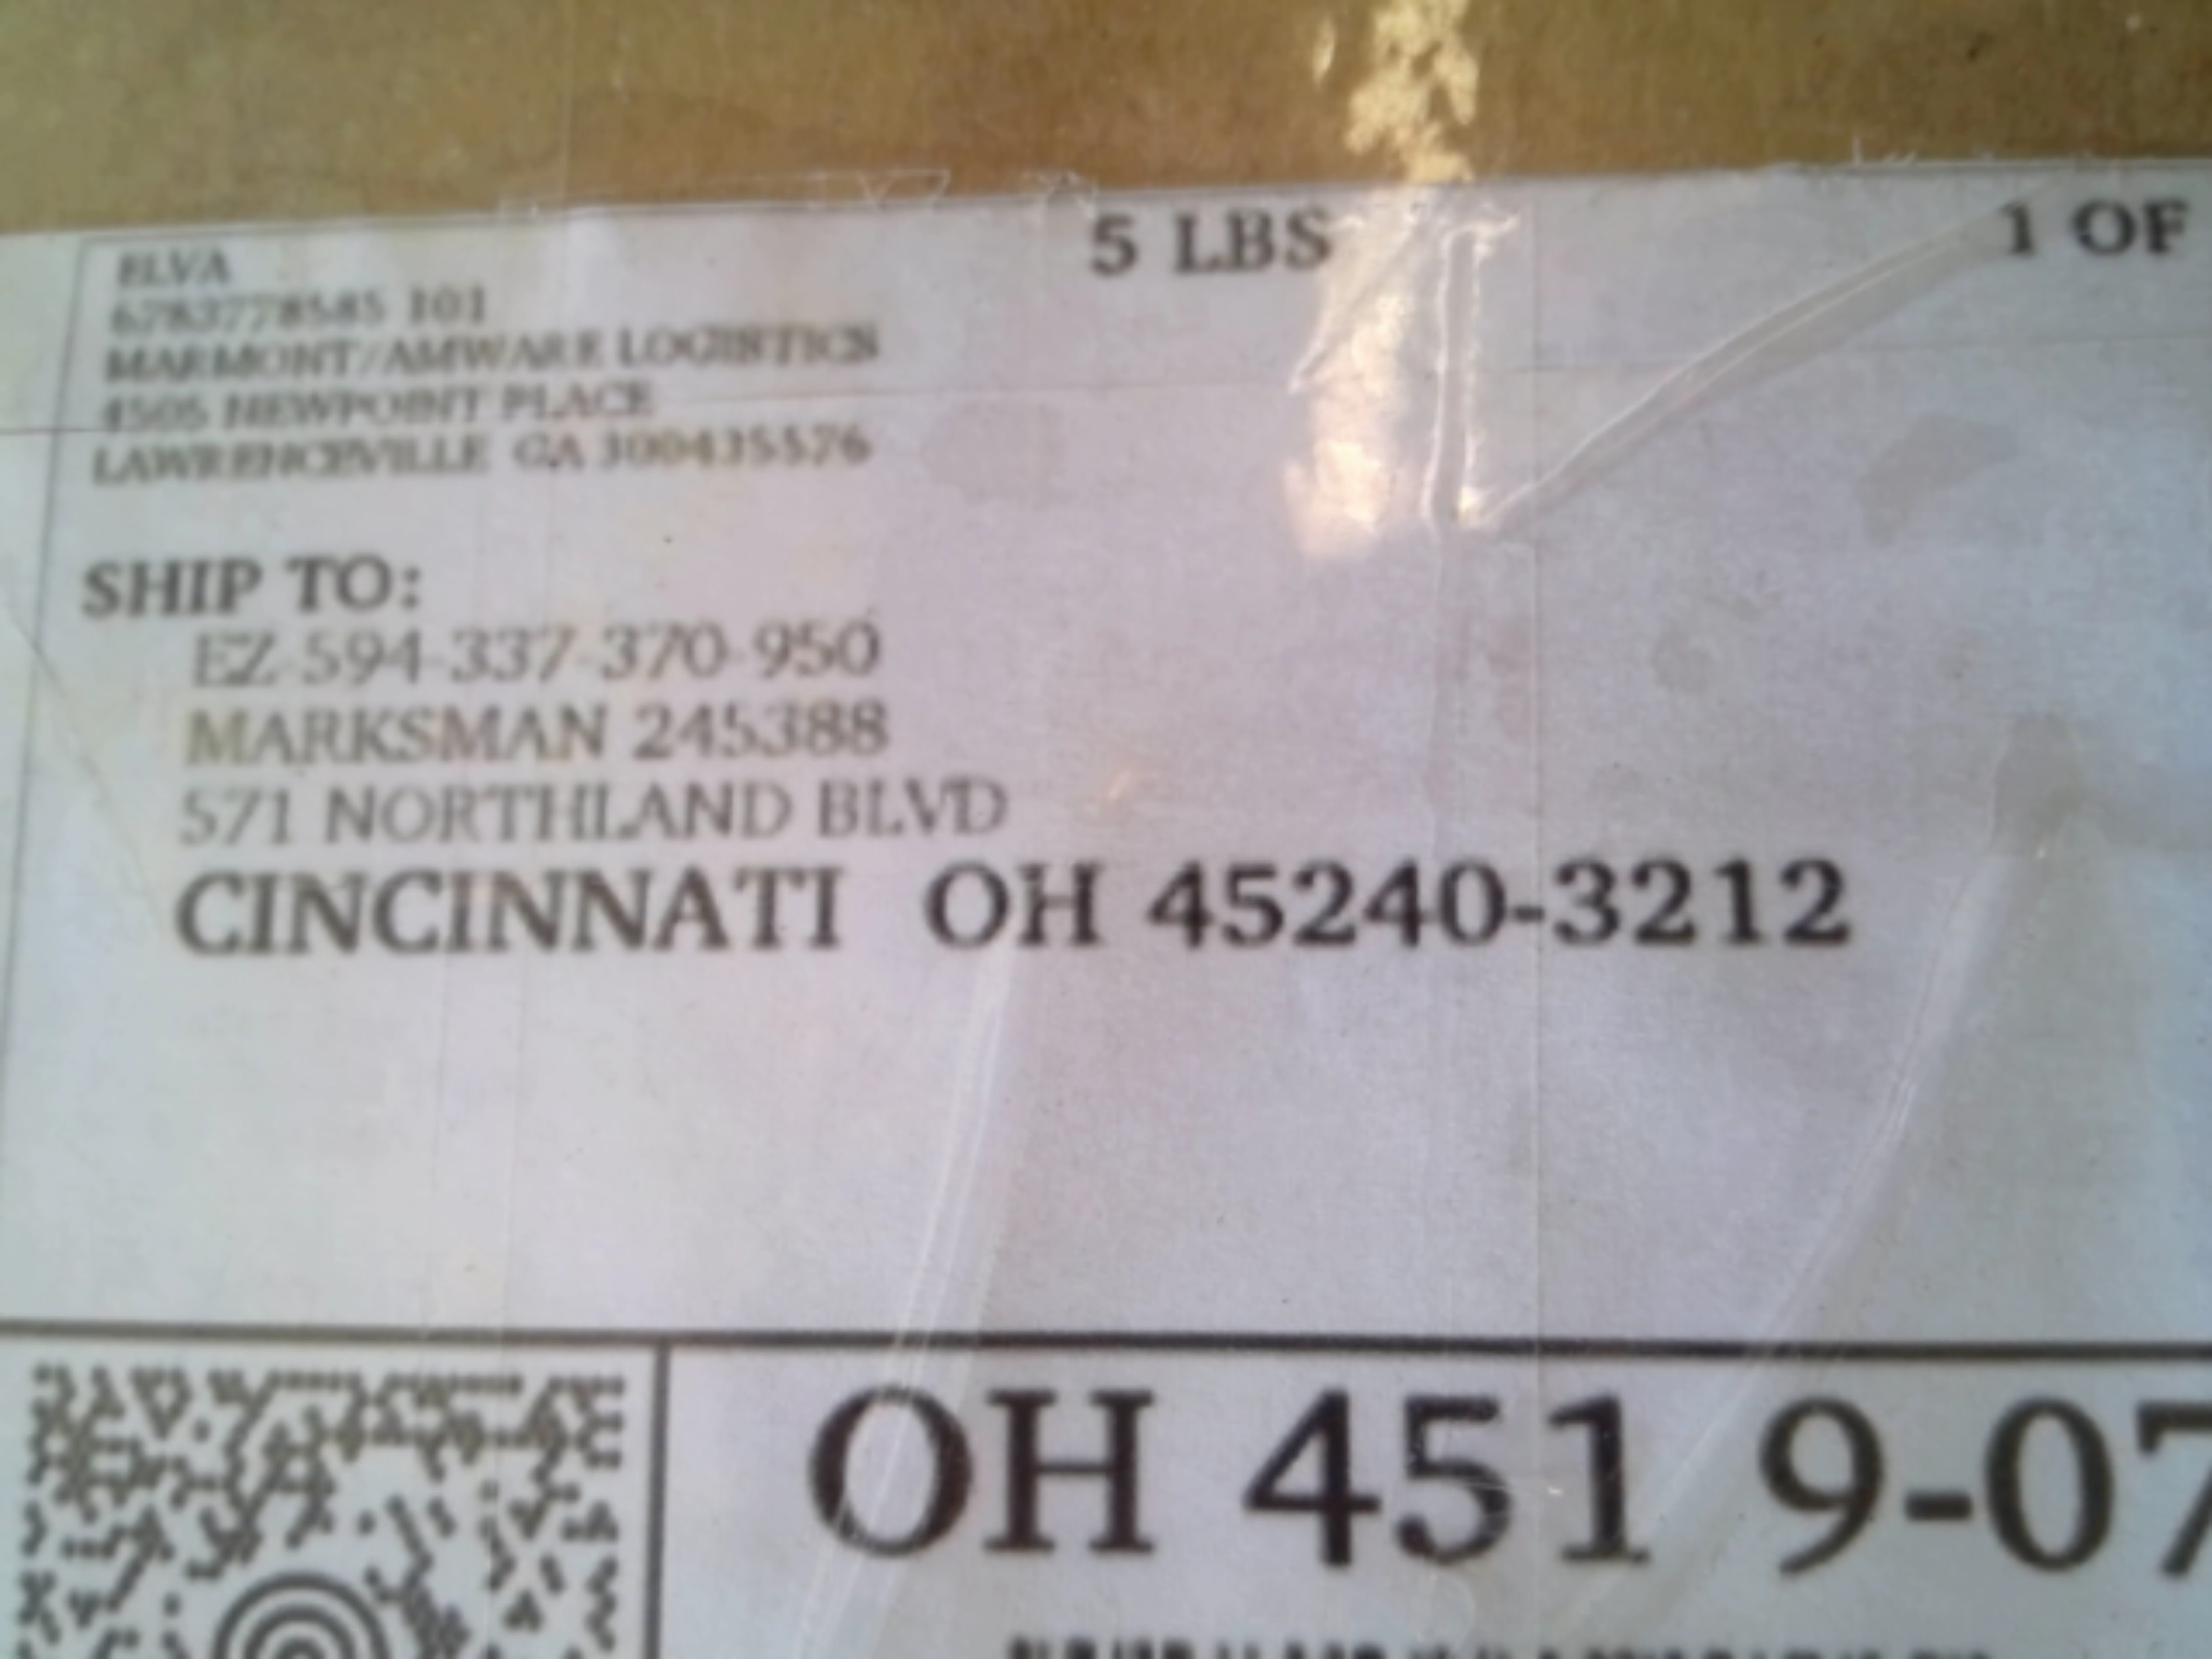 ELVA
6783778585 101
MARMONT/AMWARE LOGISTICS
4505 NEWPOINT PLACE
LAWRENCEVILLE GA 300435576
5 LBS
1 OF
SHIP TO:
EZ-594-337-370-950
MARKSMAN 245388
571 NORTHLAND BLVD
CINCINNATI OH 45240-3212
OH 451 9-07